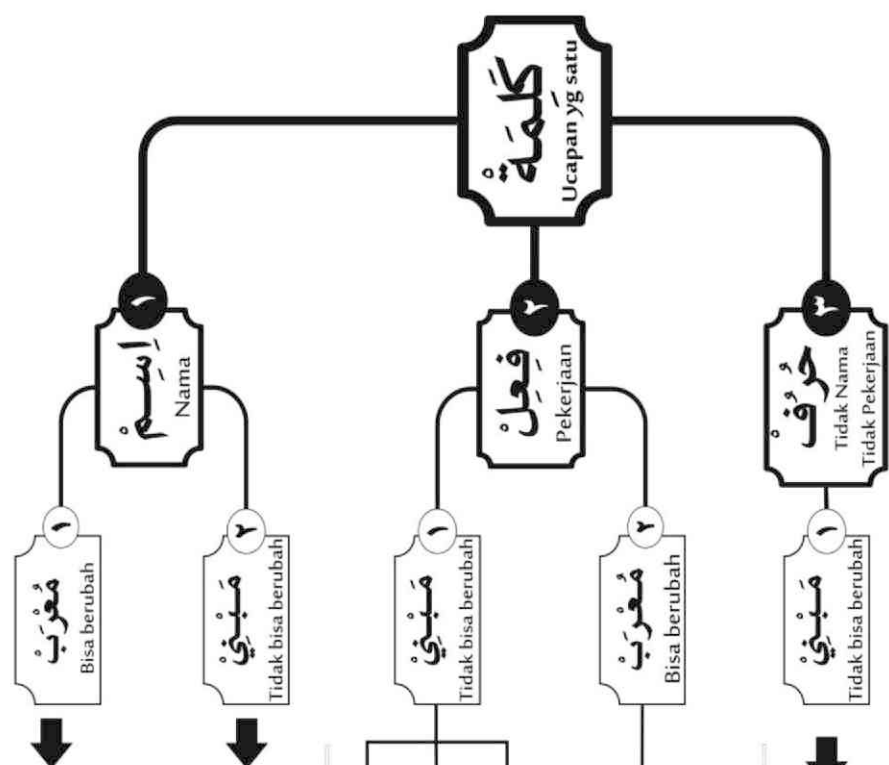 كَلِمَةْ
Ucapan yg satu
١
اِسِمْ
Nama
٢
فِعِلْ
Pekerjaan
٣
حُرُفْ
Tidak Nama
Tidak Pekerjaan
١
مُعْرَبْ
Bisa berubah
٢
مَبْنِيْ
Tidak bisa berubah
١
مَبْنِيْ
Tidak bisa berubah
٢
مُعْرَبْ
Bisa berubah
١
مَبْنِيْ
Tidak bisa berubah